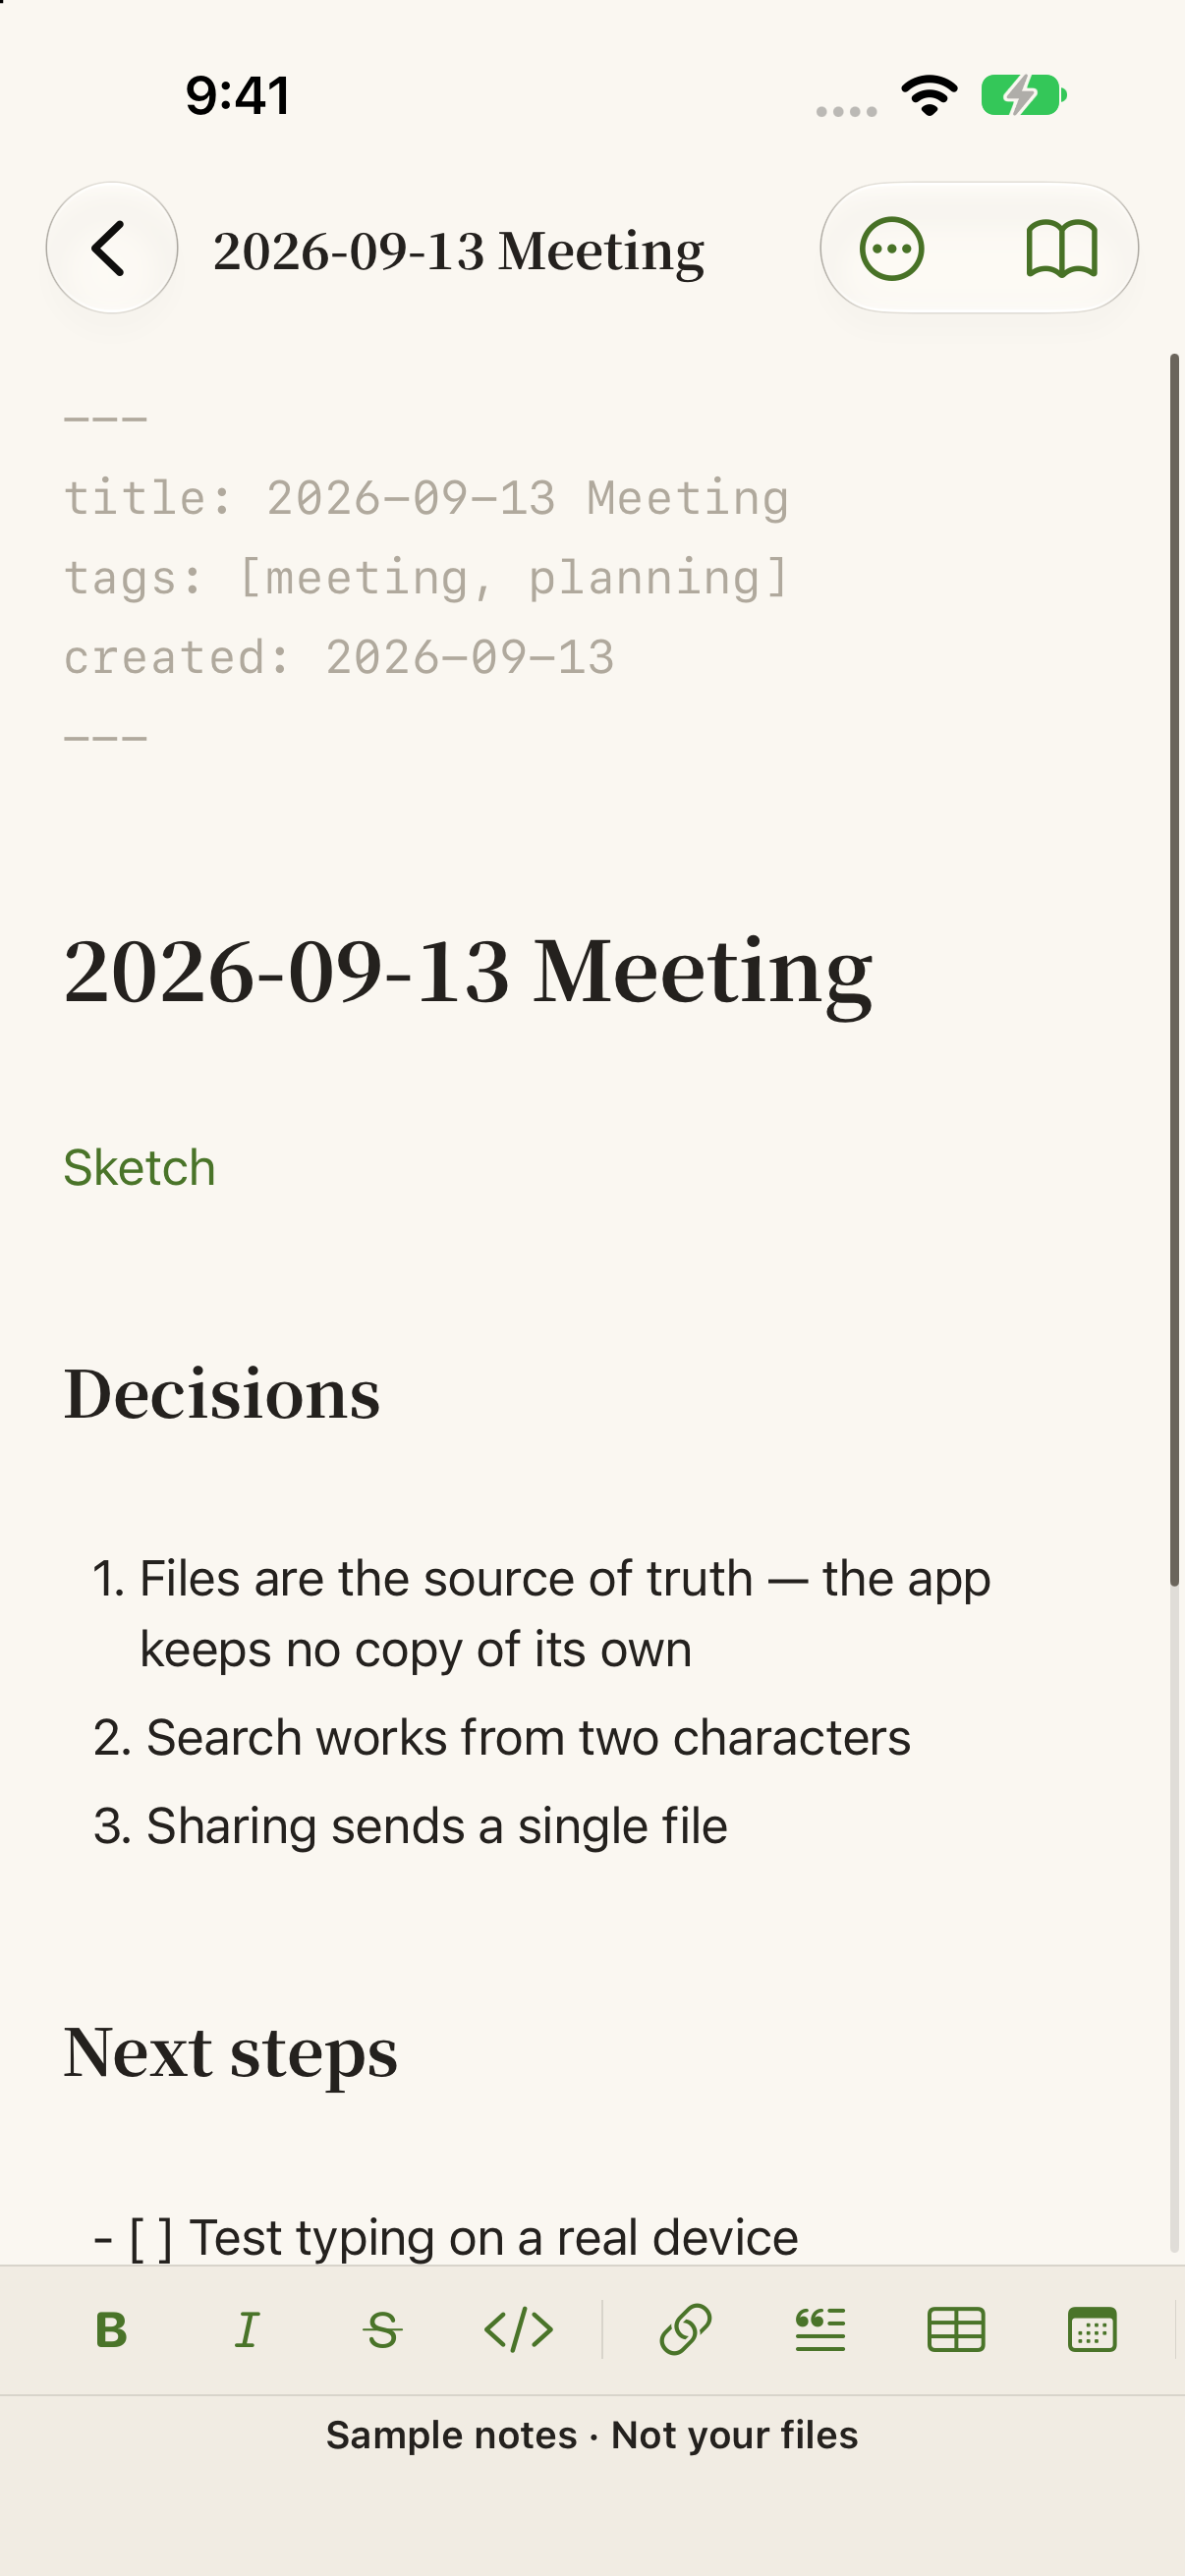 9:41
2026-09-13 Meeting
---
title: 2026-09-13 Meeting
tags: [meeting, planning]
created: 2026-09-13
---
2026-09-13 Meeting
Sketch
Decisions
1. Files are the source of truth — the app
keeps no copy of its own
2. Search works from two characters
3. Sharing sends a single file
Next steps
- [ ] Test typing on a real device
B I S </>
Sample notes · Not your files